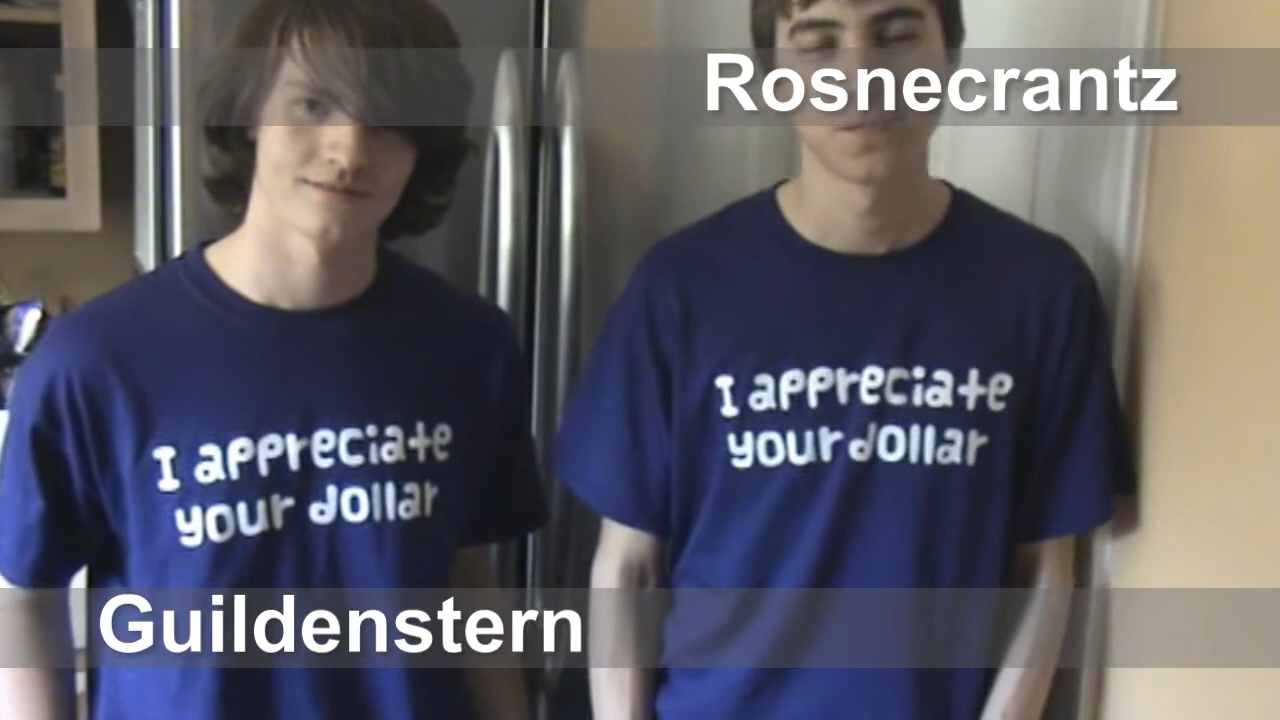 Rosnecrantz
I appreciate
your dollar
I appreciate
your dollar
Guildenstern